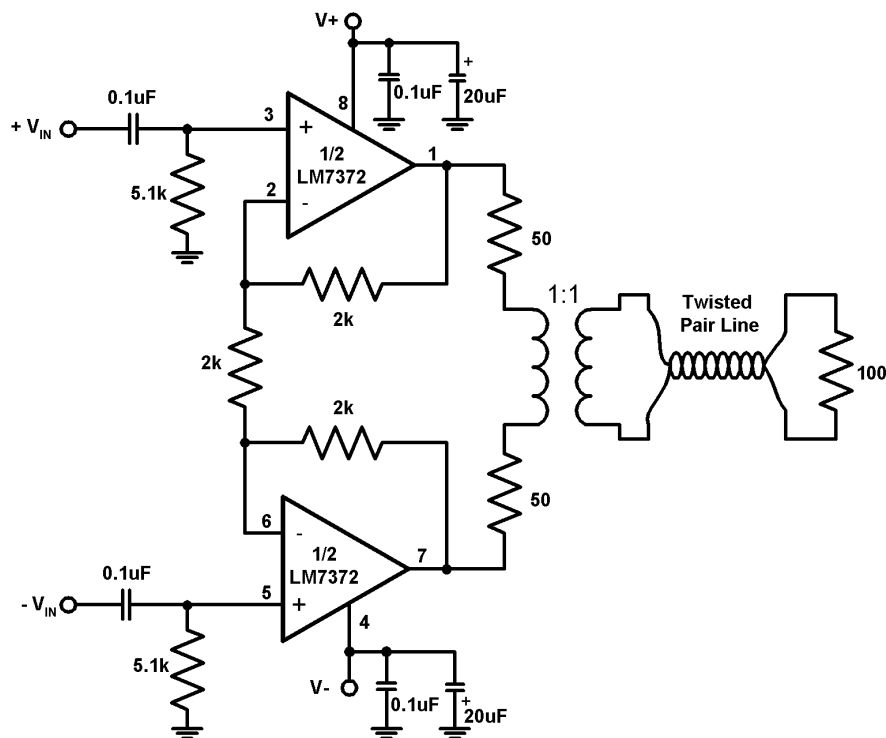 V+
+
0.1uF
8
0.1uF
20uF
+ VIN
3
+
1/2
LM7372
1
5.1k
2
-
50
2k
1:1
Twisted
Pair Line
2k
100
2k
50
6
-
1/2
LM7372
7
0.1uF
- VIN
5
+
4
5.1k
V-
0.1uF
+
20uF